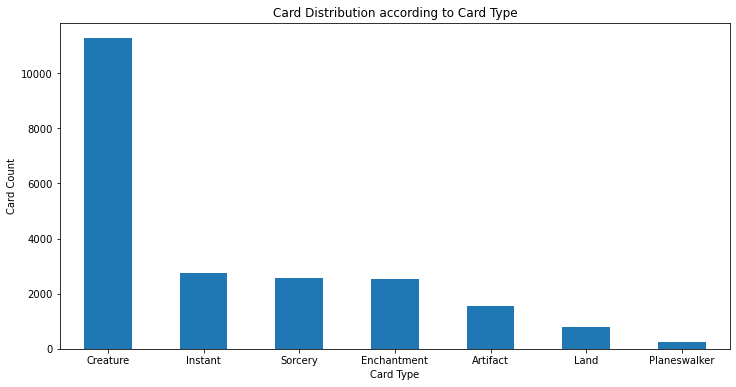 Card Distribution according to Card Type
10000
8000
6000
4000
2000
0
Card Count
Creature Instant Sorcery Enchantment Artifact Land Planeswalker
Card Type